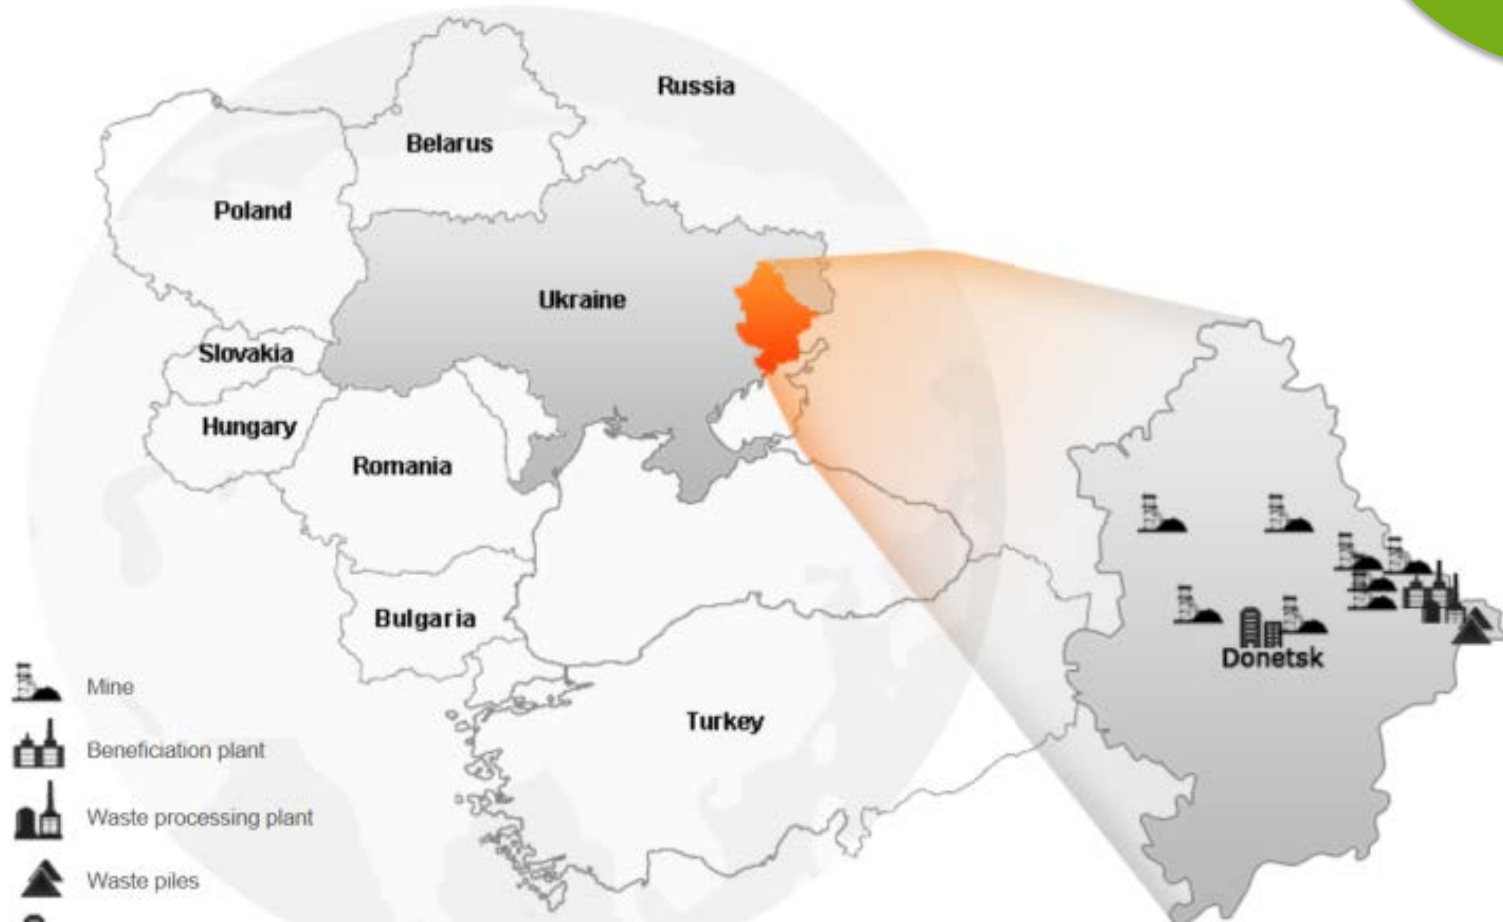 Russia
Belarus
Poland
Ukraine
Slovakia
Hungary
Romania
Bulgaria
Donetsk
Turkey
Mine
Beneficiation plant
Waste processing plant
Waste piles